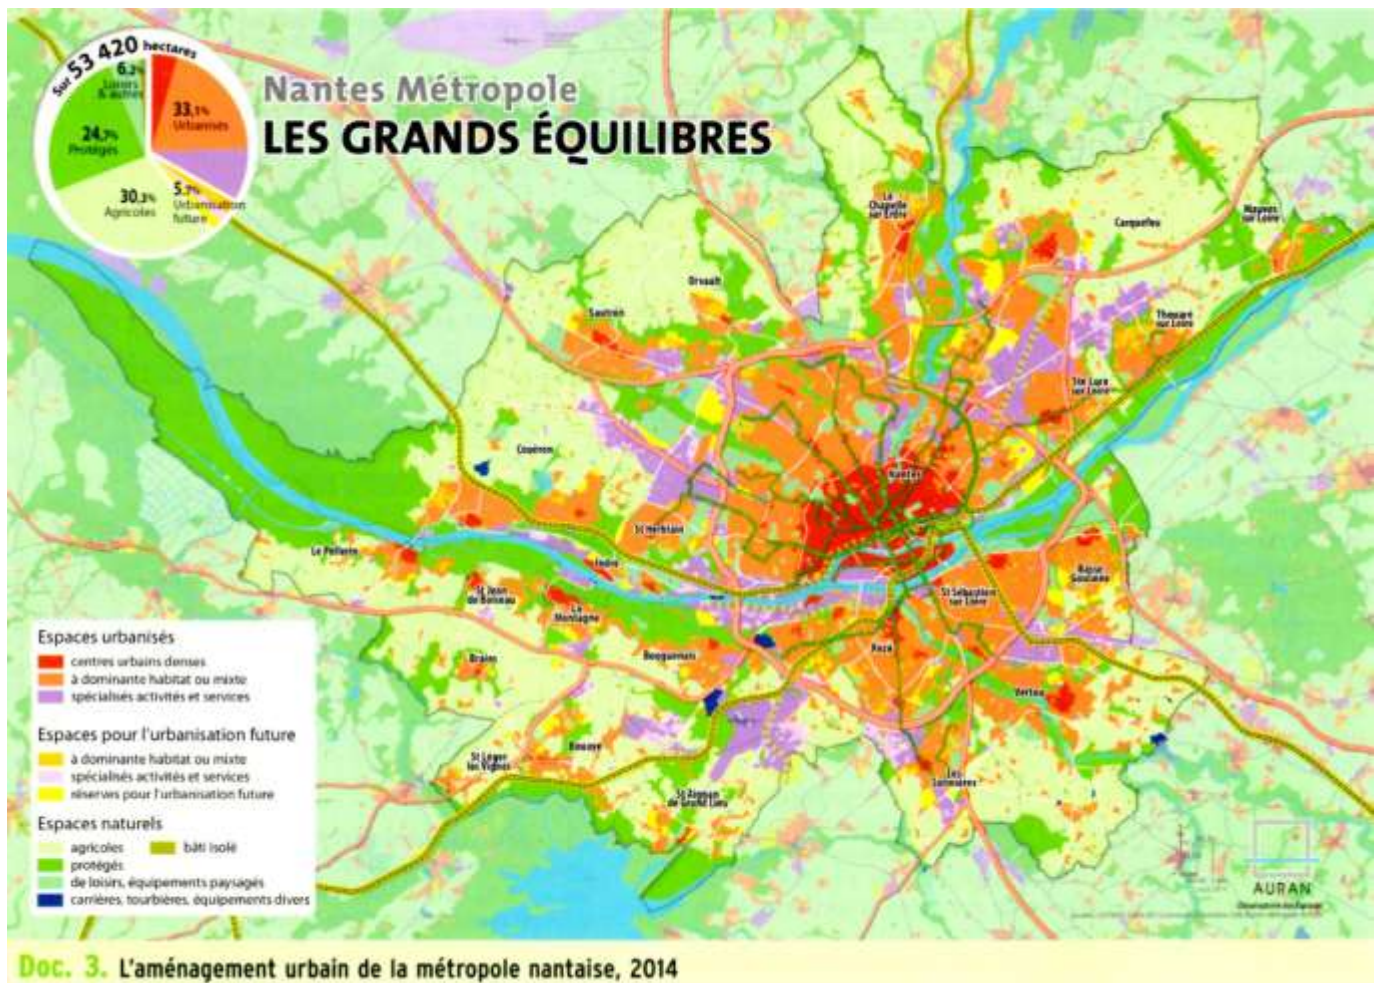 Sur 53 420 hectares
6,2%
Loisirs
& autres
33,1%
Urbanisés
24,7%
Protégés
30,3%
Agricoles
5,7%
Urbanisation
future
Nantes Métropole
LES GRANDS ÉQUILIBRES
La
Chapelle
sur Erdre
Carquefou
Mauves
sur Loire
Orvault
Sautron
Thouaré
sur Loire
Ste Luce
sur Loire
Couëron
Nantes
St Herblain
Le Pellerin
Indre
Basse
Goulaine
St Jean
de Boiseau
La
Montagne
St Sébastien
sur Loire
Brains
Bouguenais
Rezé
Vertou
Bouaye
St Léger
les Vignes
Les
Sorinières
St Aignan
de Grand Lieu
Espaces urbanisés
centres urbains denses
à dominante habitat ou mixte
spécialisés activités et services
Espaces pour l'urbanisation future
à dominante habitat ou mixte
spécialisés activités et services
réserves pour l'urbanisation future
Espaces naturels
agricoles bâti isolé
protégés
de loisirs, équipements paysagés
carrières, tourbières, équipements divers
AURAN
Doc. 3. L'aménagement urbain de la métropole nantaise, 2014